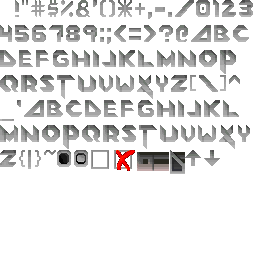 !"#$%&'()*+,-./0123
456789:;<=>?@ABC
DEFGHIJKLMNOP
QRSTUVWXYZ[\]^
_'ABCDEFGHIJKL
MNOPQRSTUVWXY
Z{|}~